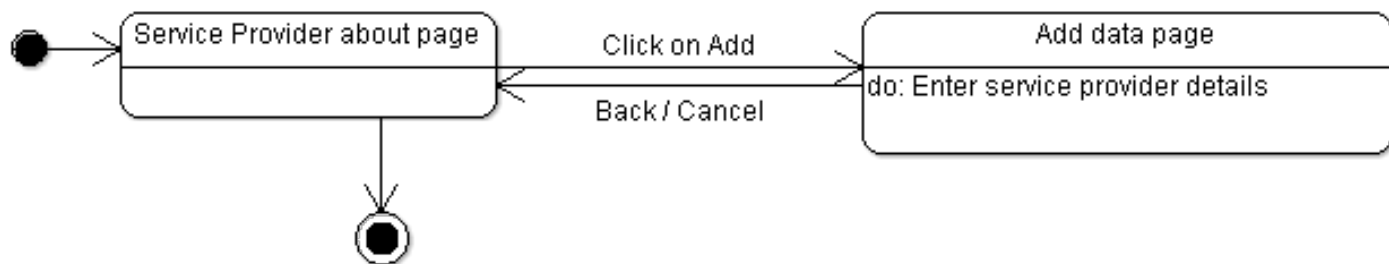 Service Provider about page
Click on Add
Add data page
do: Enter service provider details
Back / Cancel